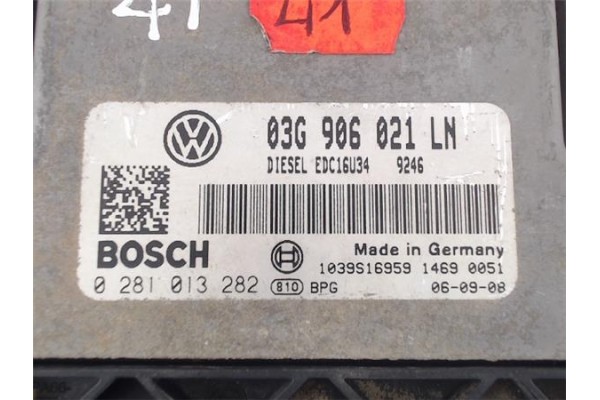 41
41
03G 906 021 LN
DIESEL EDC16U34 9246
BOSCH
Made in Germany
1039S16959 1469 0051
0 281 013 282 810 BPG 06-09-08